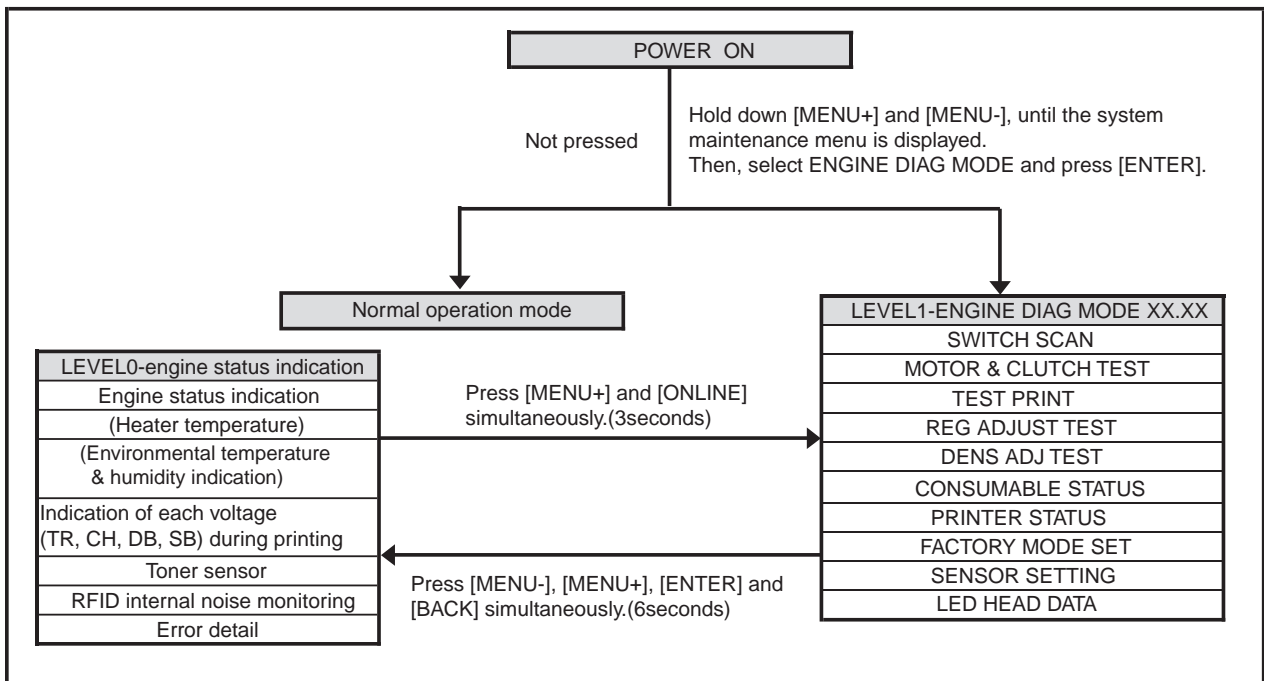 POWER ON
Not pressed
Hold down [MENU+] and [MENU-], until the system
maintenance menu is displayed.
Then, select ENGINE DIAG MODE and press [ENTER].
Normal operation mode
LEVEL0-engine status indication
Engine status indication
(Heater temperature)
(Environmental temperature
& humidity indication)
Indication of each voltage
(TR, CH, DB, SB) during printing
Toner sensor
RFID internal noise monitoring
Error detail
Press [MENU+] and [ONLINE]
simultaneously.(3seconds)
Press [MENU-], [MENU+], [ENTER] and
[BACK] simultaneously.(6seconds)
LEVEL1-ENGINE DIAG MODE XX.XX
SWITCH SCAN
MOTOR & CLUTCH TEST
TEST PRINT
REG ADJUST TEST
DENS ADJ TEST
CONSUMABLE STATUS
PRINTER STATUS
FACTORY MODE SET
SENSOR SETTING
LED HEAD DATA